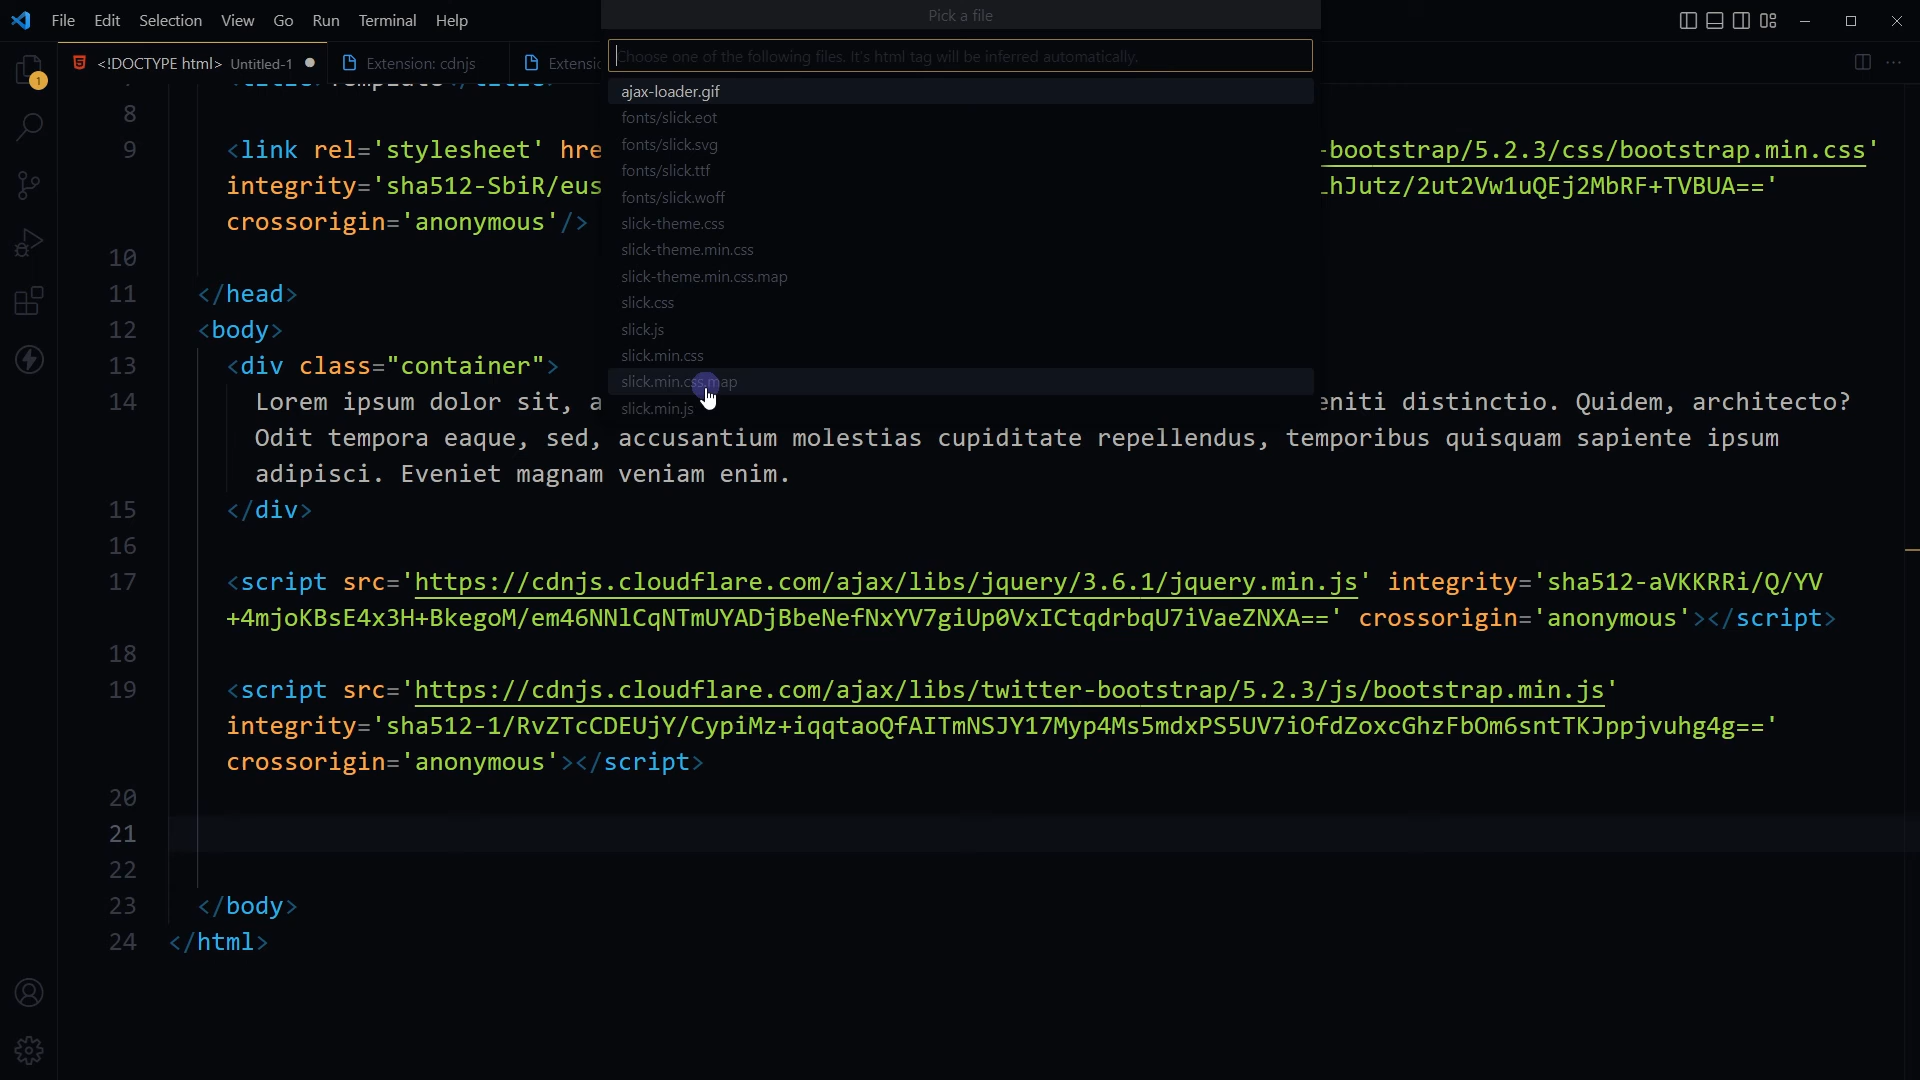 File Edit Selection View Go Run Terminal Help
Pick a file
<!DOCTYPE html> Untitled-1
Extension: cdnjs
Extensio
Choose one of the following files. It's html tag will be inferred automatically.
ajax-loader.gif
fonts/slick.eot
fonts/slick.svg
fonts/slick.ttf
fonts/slick.woff
slick-theme.css
slick-theme.min.css
slick-theme.min.css.map
slick.css
slick.js
slick.min.css
slick.min.css.map
slick.min.js
1
8
9 <link rel='stylesheet' hre -bootstrap/5.2.3/css/bootstrap.min.css'
integrity='sha512-SbiR/eus hJutz/2ut2Vw1uQEj2MbRF+TVBUA=='
crossorigin='anonymous'/>
10
11 </head>
12 <body>
13 <div class="container">
14 Lorem ipsum dolor sit, a eniti distinctio. Quidem, architecto?
Odit tempora eaque, sed, accusantium molestias cupiditate repellendus, temporibus quisquam sapiente ipsum
adipisci. Eveniet magnam veniam enim.
15 </div>
16
17 <script src='https://cdnjs.cloudflare.com/ajax/libs/jquery/3.6.1/jquery.min.js' integrity='sha512-aVKKRRi/Q/YV
+4mjoKBsE4x3H+BkegoM/em46NNlCqNTmUYADjBbeNefNxYV7giUp0VxICtqdrbqU7iVaeZNXA==' crossorigin='anonymous'></script>
18
19 <script src='https://cdnjs.cloudflare.com/ajax/libs/twitter-bootstrap/5.2.3/js/bootstrap.min.js'
integrity='sha512-1/RvZTcCDEUjY/CypiMz+iqqtaoQfAITmNSJY17Myp4Ms5mdxPS5UV7iOfdZoxcGhzFbOm6sntTKJppjvuhg4g=='
crossorigin='anonymous'></script>
20
21
22
23 </body>
24 </html>